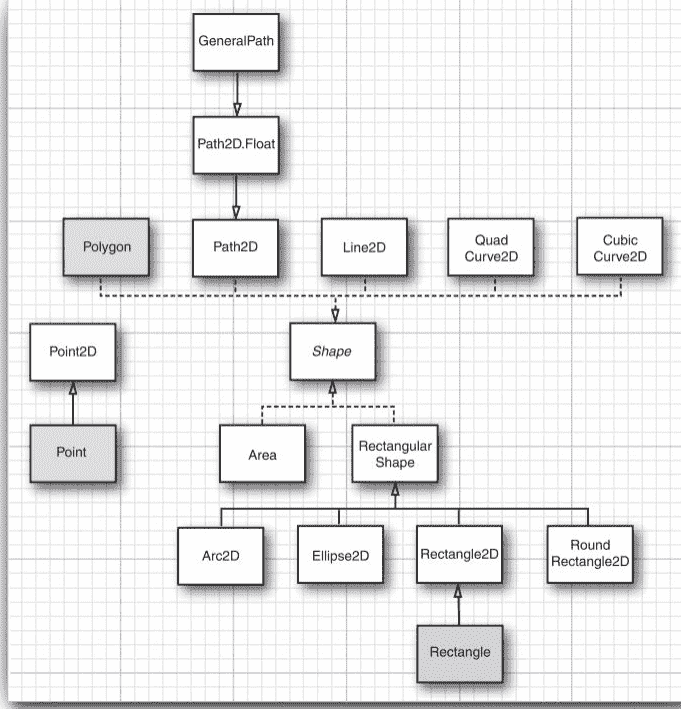 GeneralPath
Path2D.Float
Polygon
Path2D
Line2D
Quad
Curve2D
Cubic
Curve2D
Point2D
Shape
Point
Area
Rectangular
Shape
Arc2D
Ellipse2D
Rectangle2D
Round
Rectangle2D
Rectangle